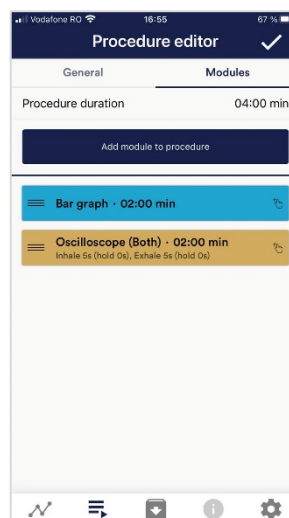 Vodafone RO 16:55 67 %
Procedure editor
General Modules
Procedure duration 04:00 min
Add module to procedure
Bar graph · 02:00 min
Oscilloscope (Both) · 02:00 min
Inhale 5s (hold 0s), Exhale 5s (hold 0s)